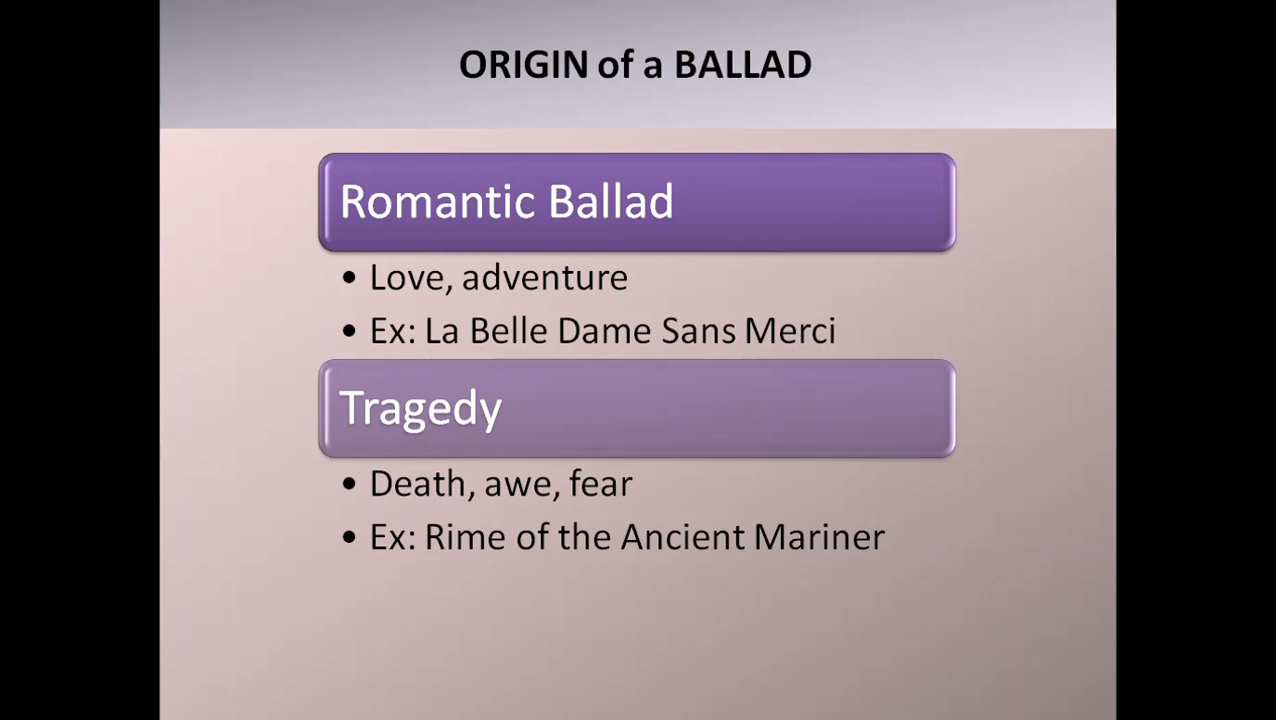 ORIGIN of a BALLAD
Romantic Ballad
• Love, adventure
• Ex: La Belle Dame Sans Merci
Tragedy
• Death, awe, fear
• Ex: Rime of the Ancient Mariner